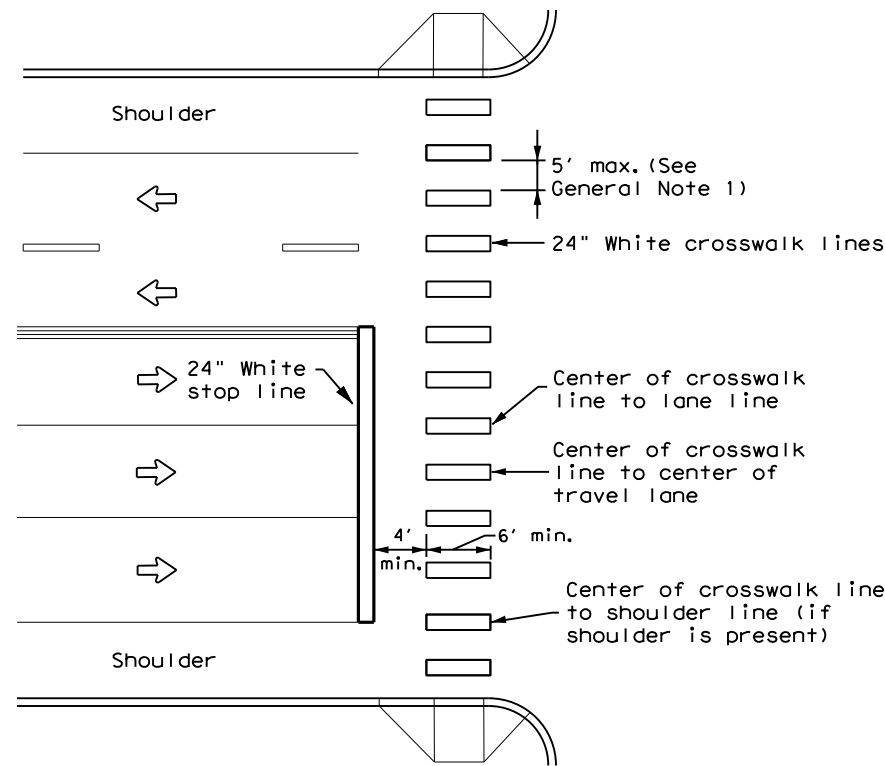 Shoulder
5' max. (See
General Note 1)
24" White crosswalk lines
24" White
stop line
Center of crosswalk
line to lane line
Center of crosswalk
line to center of
travel lane
4'
min.
6' min.
Center of crosswalk line
to shoulder line (if
shoulder is present)
Shoulder